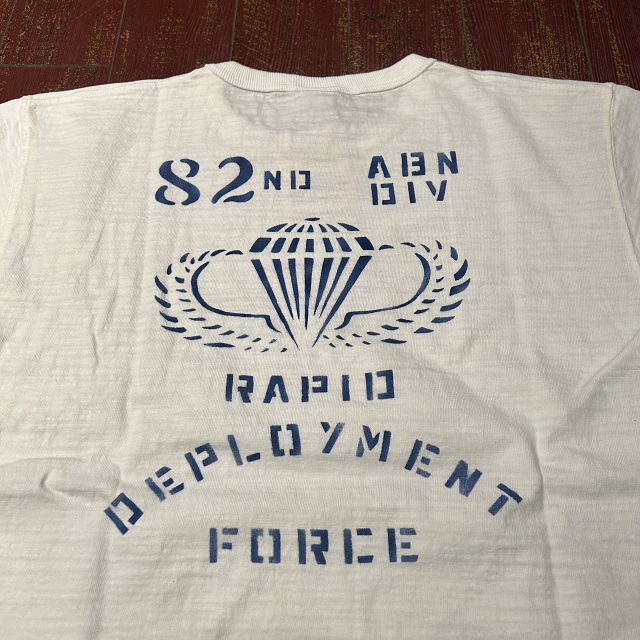 82ND ABN
DIV
RAPID
DEPLOYMENT
FORCE